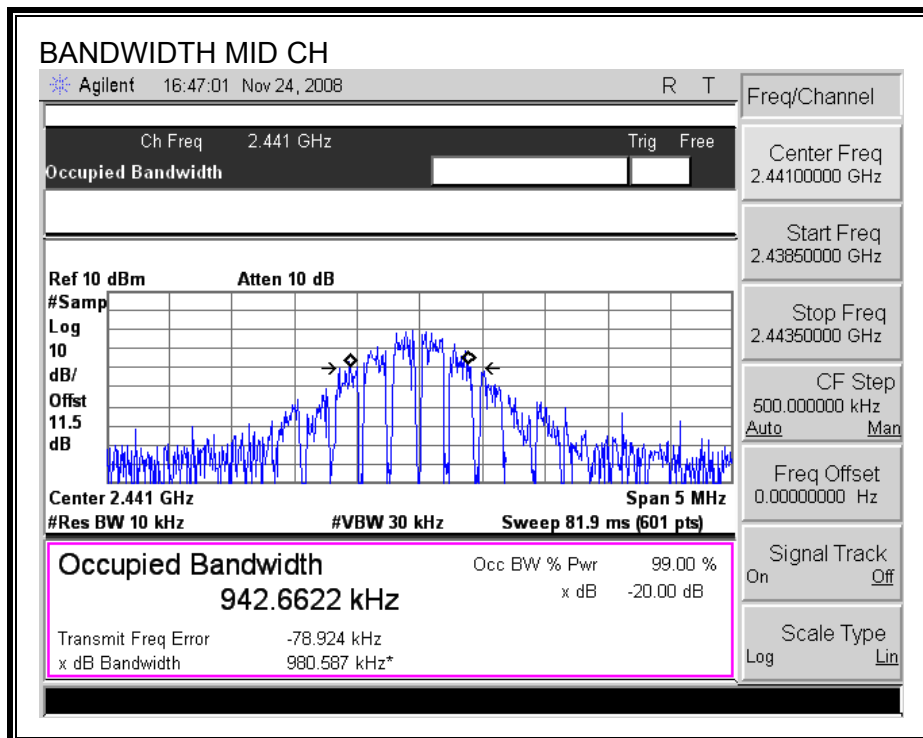 BANDWIDTH MID CH
Agilent 16:47:01 Nov 24, 2008 R T
Ch Freq 2.441 GHz Trig Free
Occupied Bandwidth
Ref 10 dBm Atten 10 dB
#Samp
Log
10
dB/
Offst
11.5
dB
Center 2.441 GHz Span 5 MHz
#Res BW 10 kHz #VBW 30 kHz Sweep 81.9 ms (601 pts)
Occupied Bandwidth Occ BW % Pwr 99.00 %
942.6622 kHz x dB -20.00 dB
Transmit Freq Error -78.924 kHz
x dB Bandwidth 980.587 kHz*
Freq/Channel
Center Freq
2.44100000 GHz
Start Freq
2.43850000 GHz
Stop Freq
2.44350000 GHz
CF Step
500.000000 kHz
Auto Man
Freq Offset
0.00000000 Hz
Signal Track
On Off
Scale Type
Log Lin